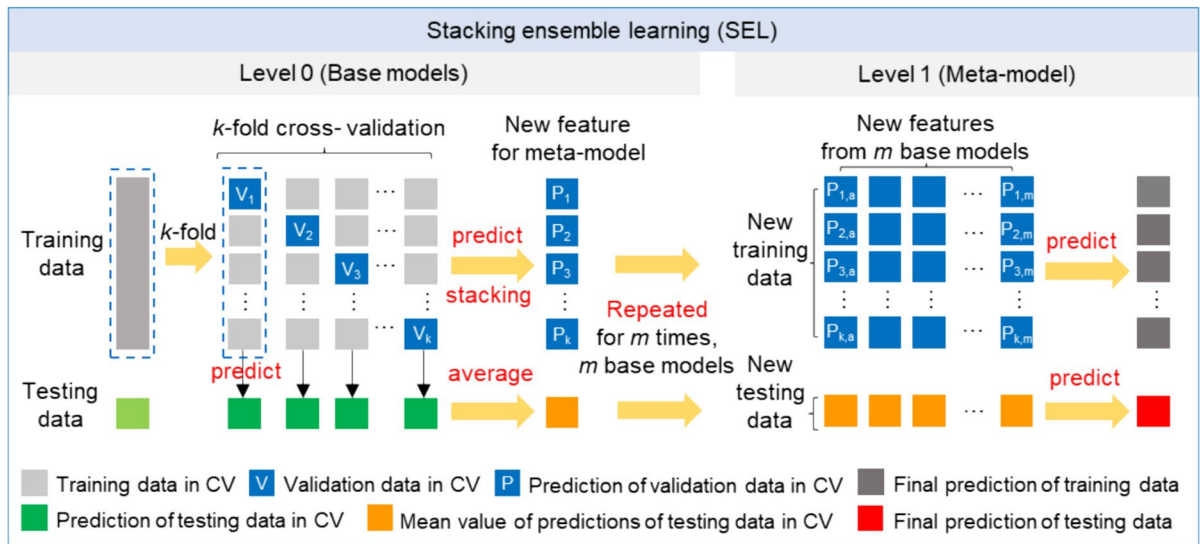 Stacking ensemble learning (SEL)
Level 0 (Base models)
Level 1 (Meta-model)
k-fold cross- validation
New feature
for meta-model
New features
from m base models
Training
data
k-fold
V1
V2
V3
Vk
...
...
...
...
predict
stacking
P1
P2
P3
Pk
Repeated
for m times,
m base models
New
training
data
P1,a
P2,a
P3,a
Pk,a
...
...
...
...
P1,m
P2,m
P3,m
Pk,m
predict
Testing
data
predict
average
New
testing
data
...
predict
Training data in CV
V Validation data in CV
P Prediction of validation data in CV
Final prediction of training data
Prediction of testing data in CV
Mean value of predictions of testing data in CV
Final prediction of testing data